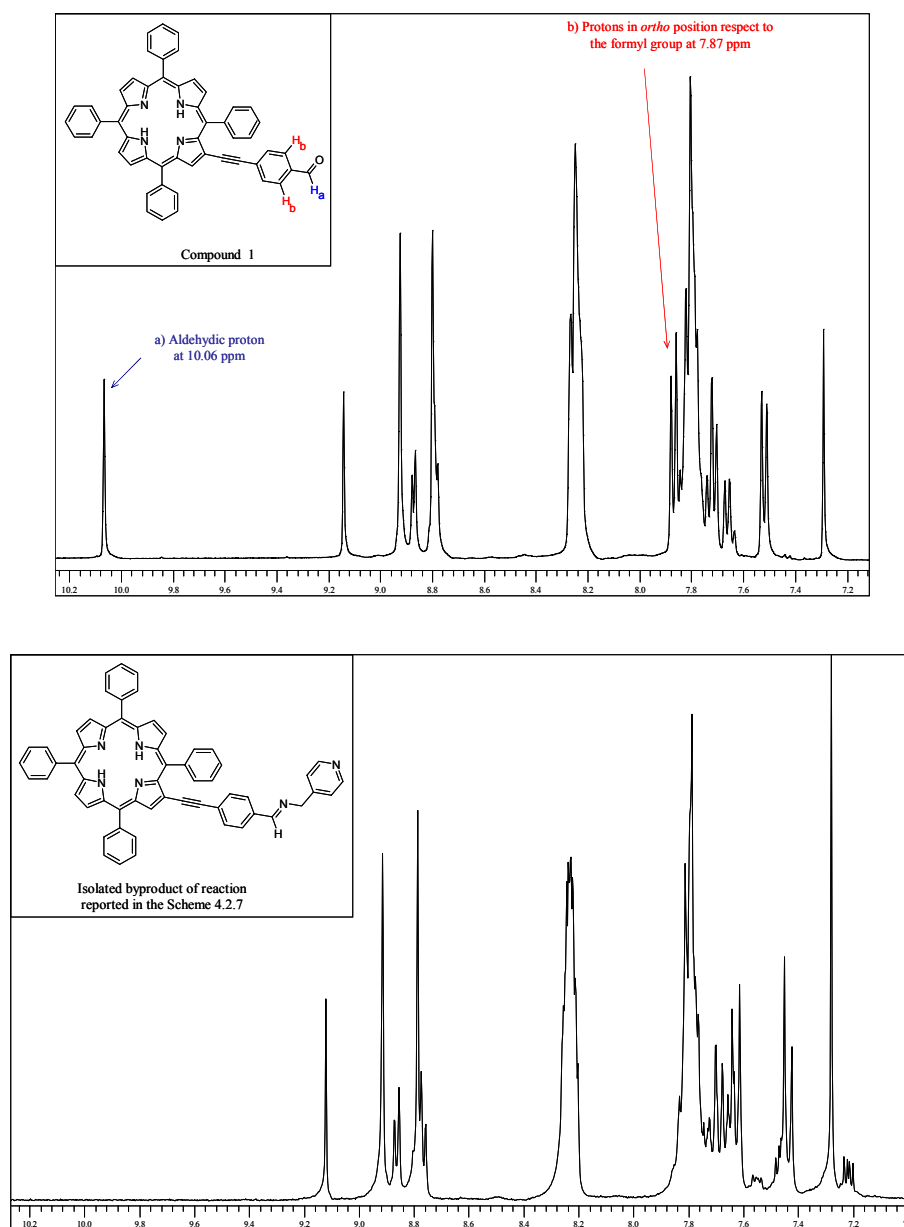 b) Protons in ortho position respect to
the formyl group at 7.87 ppm
N
HN
H
N
N
Hb
O
Ha
Hb
Compound 1
a) Aldehydic proton
at 10.06 ppm
10.2 10.0 9.8 9.6 9.4 9.2 9.0 8.8 8.6 8.4 8.2 8.0 7.8 7.6 7.4 7.2
N
HN
H
N
N
N
N
H
Isolated byproduct of reaction
reported in the Scheme 4.2.7
10.2 10.0 9.8 9.6 9.4 9.2 9.0 8.8 8.6 8.4 8.2 8.0 7.8 7.6 7.4 7.2